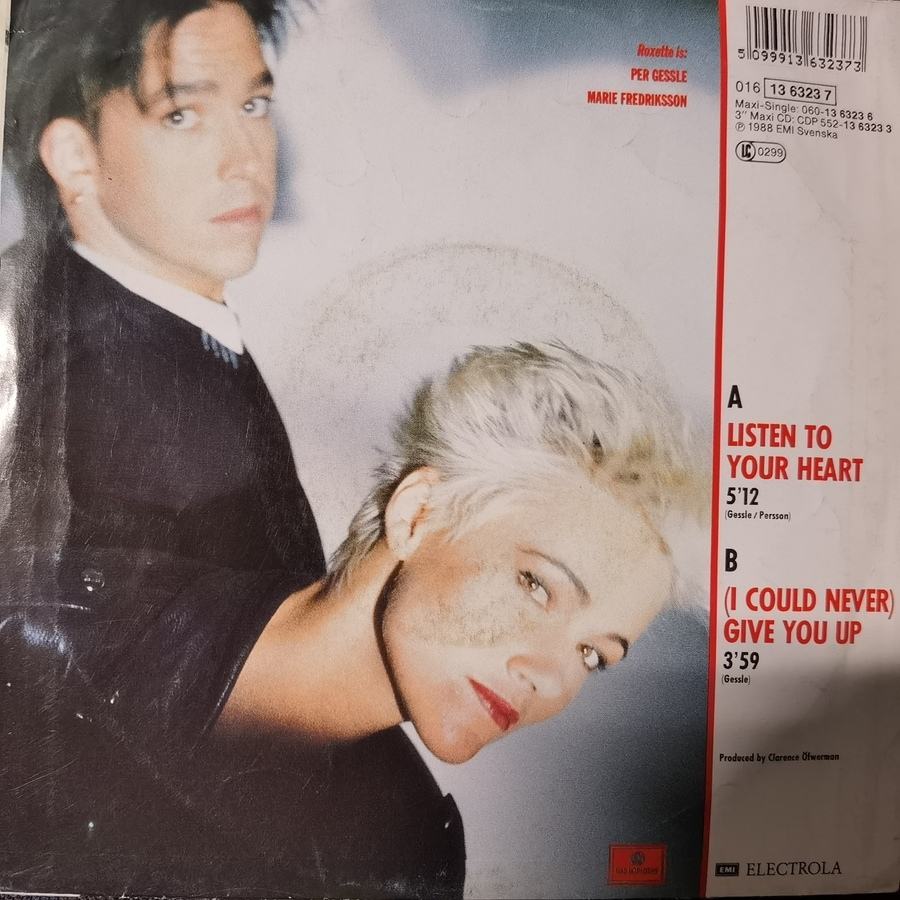 Roxette is:
PER GESSLE
MARIE FREDRIKSSON
5 099913 632373
016 13 6323 7
Maxi-Single: 060-13 6323 6
3" Maxi CD: CDP 552-13 6323 3
℗ 1988 EMI Svenska
LC 0299
A
LISTEN TO
YOUR HEART
5'12
(Gessle / Persson)
B
(I COULD NEVER)
GIVE YOU UP
3'59
(Gessle)
Produced by Clarence Öfwerman
EMI ELECTROLA